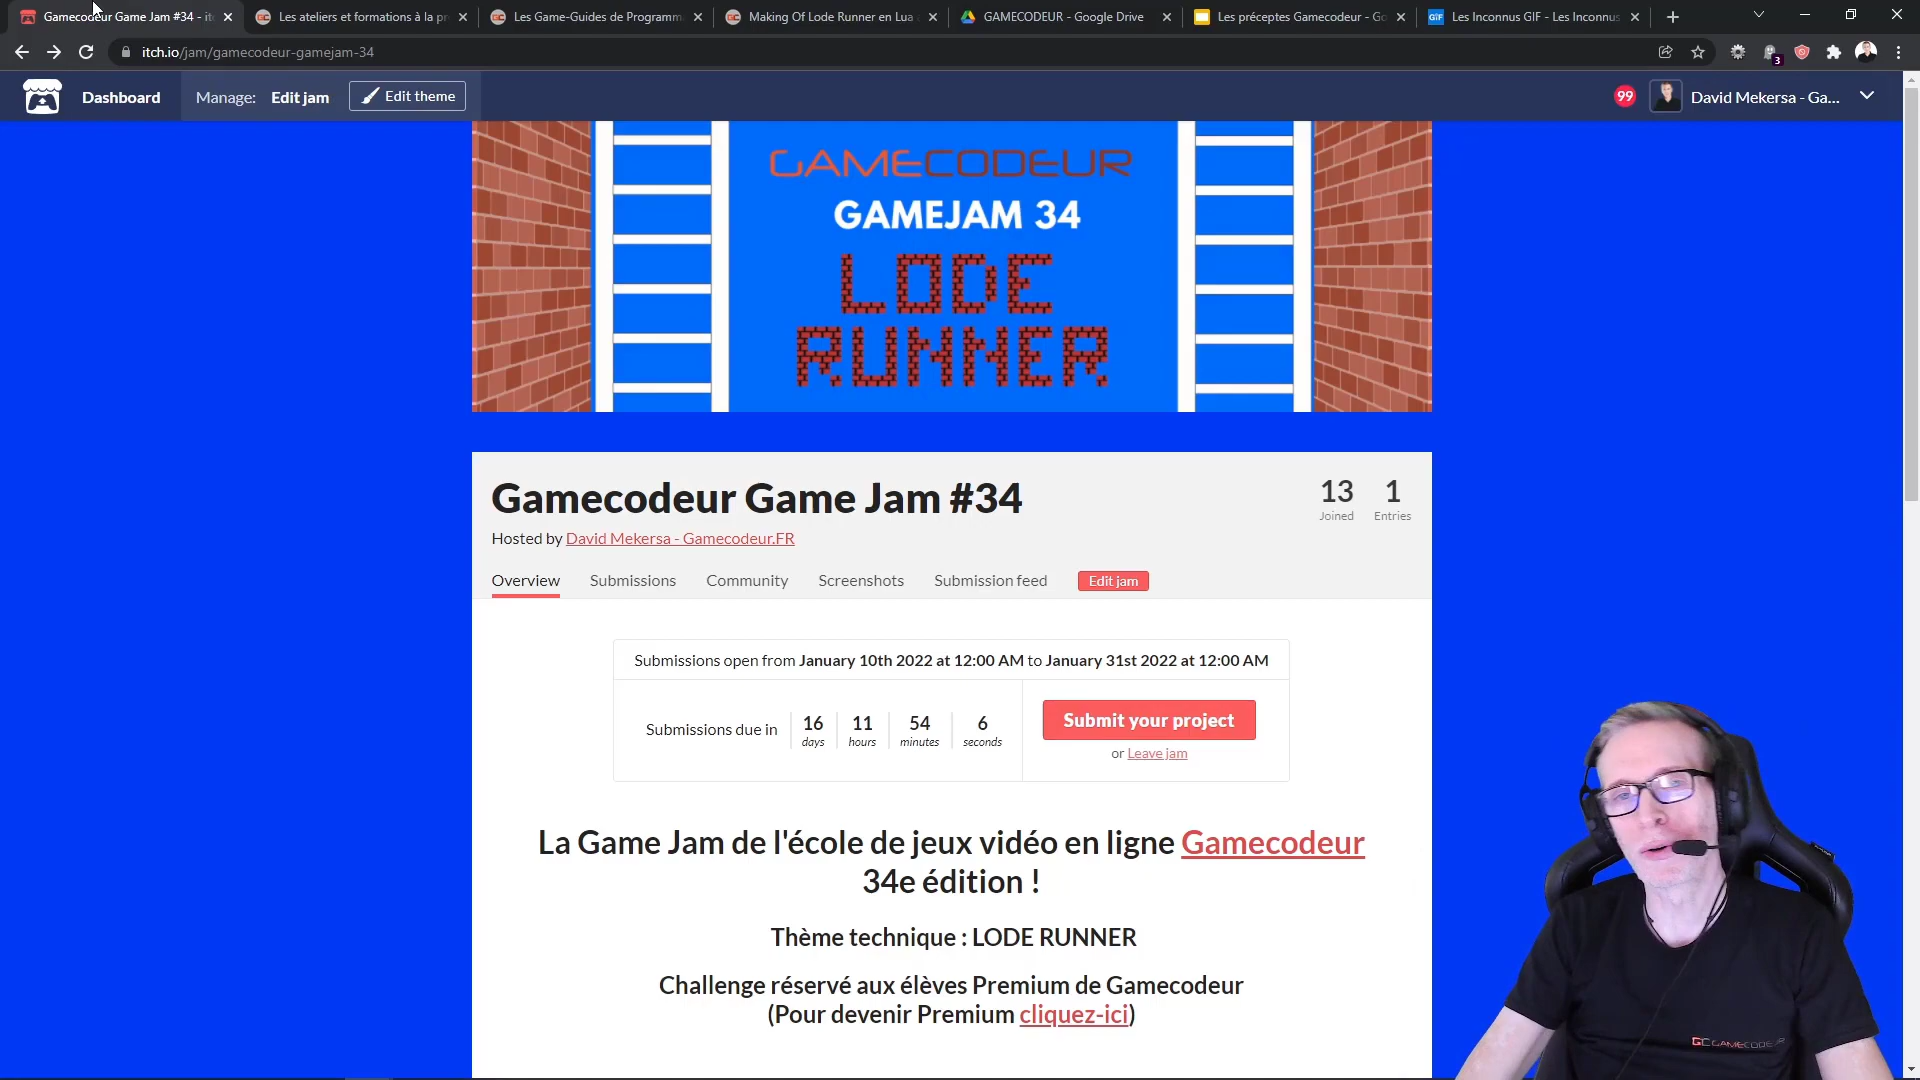 Gamecodeur Game Jam #34 - it
Les ateliers et formations à la pr
Les Game-Guides de Programm
Making Of Lode Runner en Lua
GAMECODEUR - Google Drive
Les préceptes Gamecodeur - Go
Les Inconnus GIF - Les Inconnus
itch.io/jam/gamecodeur-gamejam-34
3
Dashboard
Manage:
Edit jam
Edit theme
99
David Mekersa - Ga...
GAMECODEUR
GAMEJAM 34
LODE
RUNNER
Gamecodeur Game Jam #34
13
Joined
1
Entries
Hosted by David Mekersa - Gamecodeur.FR
Overview
Submissions
Community
Screenshots
Submission feed
Edit jam
Submissions open from January 10th 2022 at 12:00 AM to January 31st 2022 at 12:00 AM
Submissions due in
16
days
11
hours
54
minutes
6
seconds
Submit your project
or Leave jam
La Game Jam de l'école de jeux vidéo en ligne Gamecodeur
34e édition !
Thème technique : LODE RUNNER
Challenge réservé aux élèves Premium de Gamecodeur
(Pour devenir Premium cliquez-ici)
GC GAMECODEUR